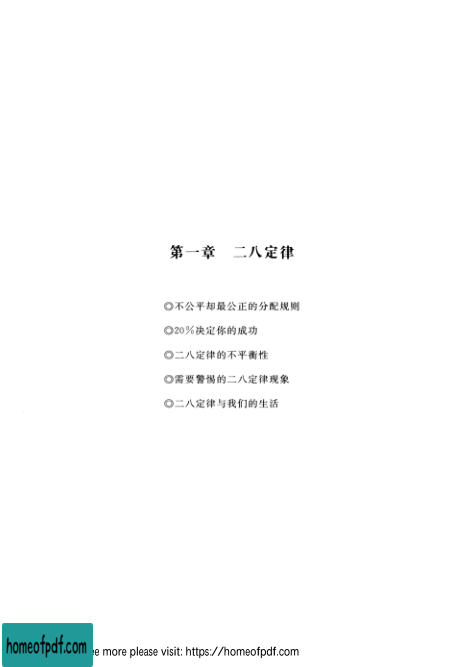 第一章　二八定律
◎不公平却最公正的分配规则
◎20%决定你的成功
◎二八定律的不平衡性
◎需要警惕的二八定律现象
◎二八定律与我们的生活
homeofpdf.com
ee more please visit: https://homeofpdf.com